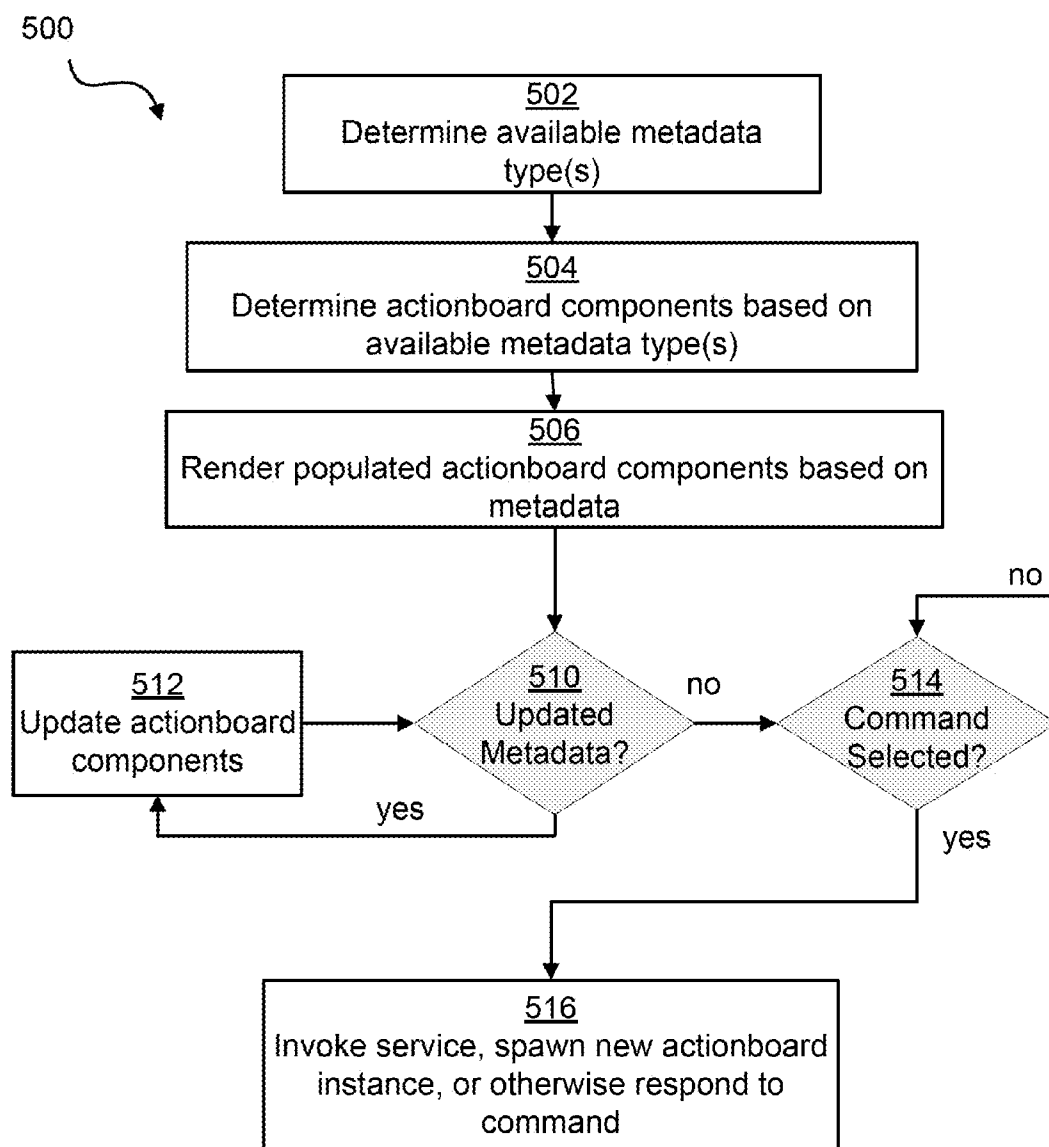 500
502
Determine available metadata
type(s)
504
Determine actionboard components based on
available metadata type(s)
506
Render populated actionboard components based on
metadata
no
512
Update actionboard
components
510
Updated
Metadata?
no
514
Command
Selected?
yes
yes
516
Invoke service, spawn new actionboard
instance, or otherwise respond to
command